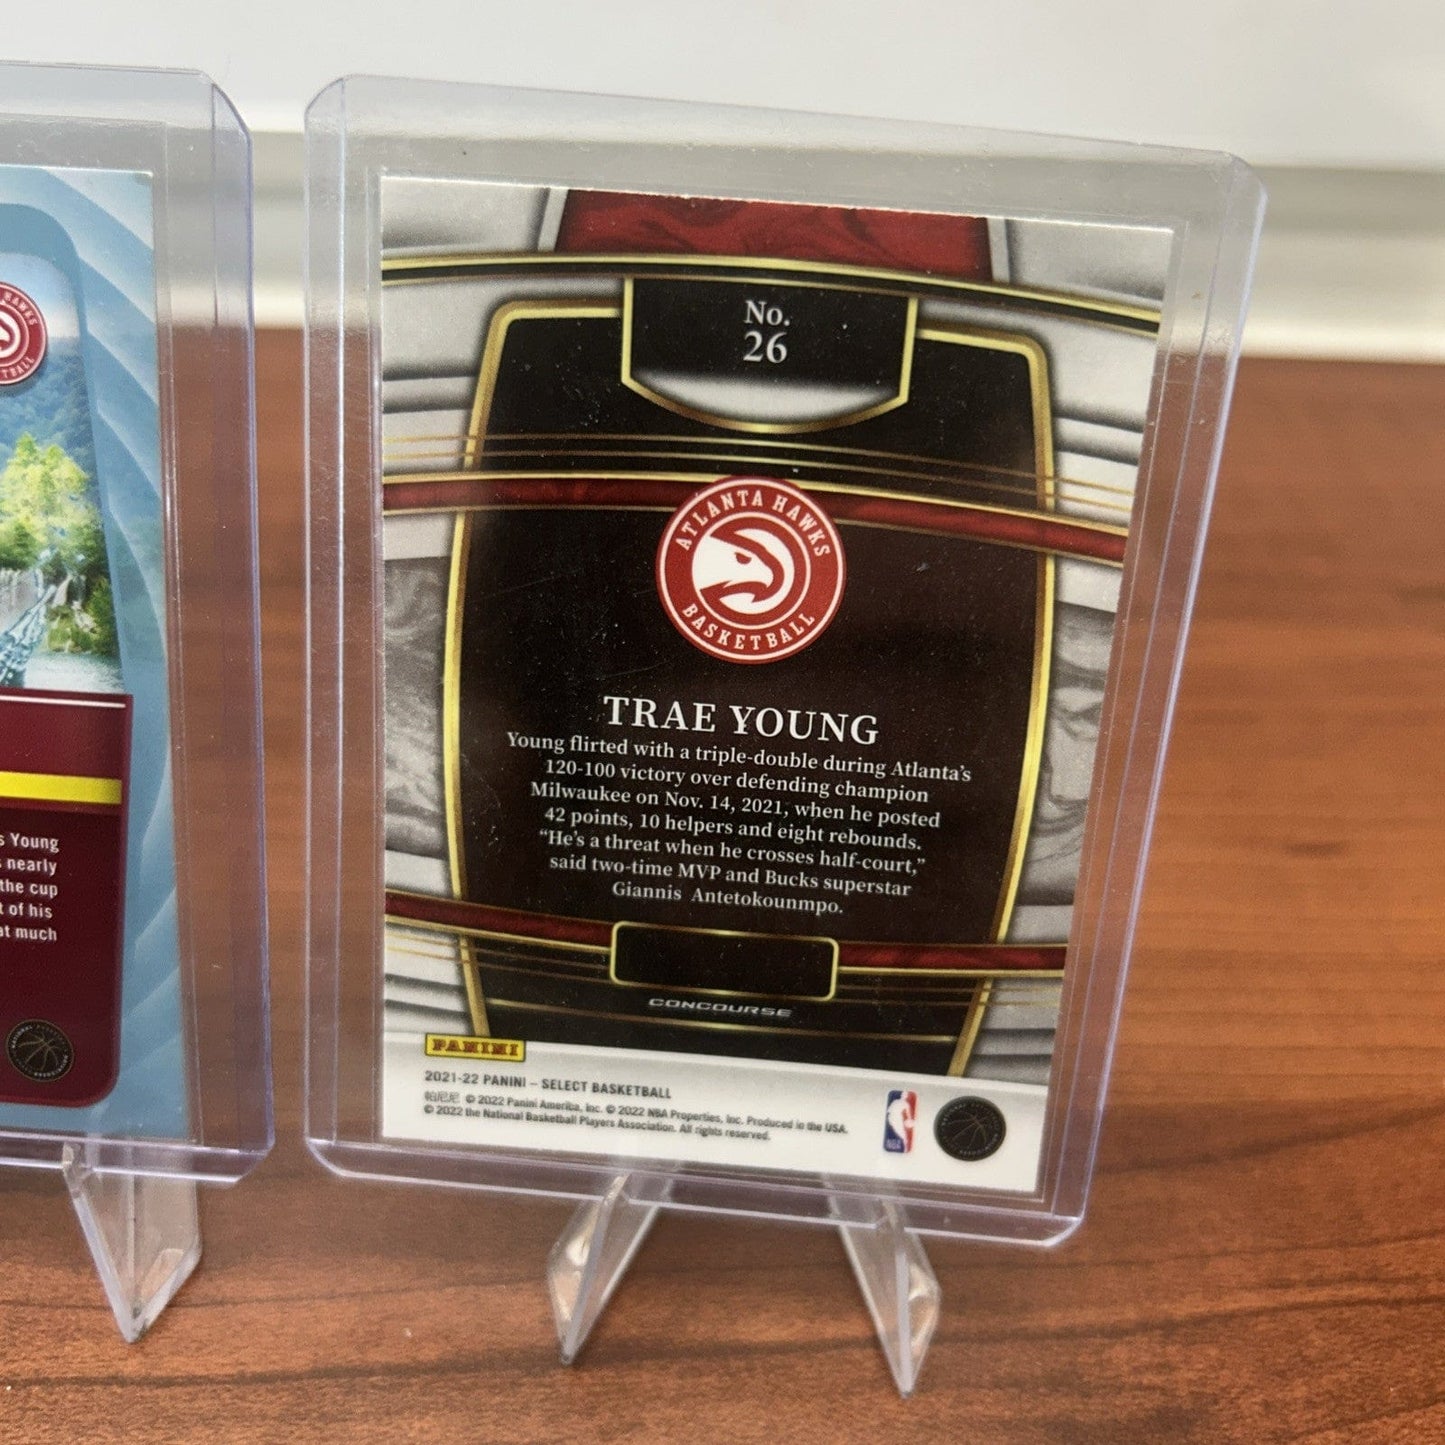 HAWKS
s Young
nearly
the cup
t of his
at much
No.
26
ATLANTA HAWKS
BASKETBALL
TRAE YOUNG
Young flirted with a triple-double during Atlanta's
120-100 victory over defending champion
Milwaukee on Nov. 14, 2021, when he posted
42 points, 10 helpers and eight rebounds.
“He's a threat when he crosses half-court,”
said two-time MVP and Bucks superstar
Giannis Antetokounmpo.
CONCOURSE
PANINI
2021-22 PANINI – SELECT BASKETBALL
帕尼尼 © 2022 Panini America, Inc. © 2022 NBA Properties, Inc. Produced in the USA.
© 2022 the National Basketball Players Association. All rights reserved.
NBA